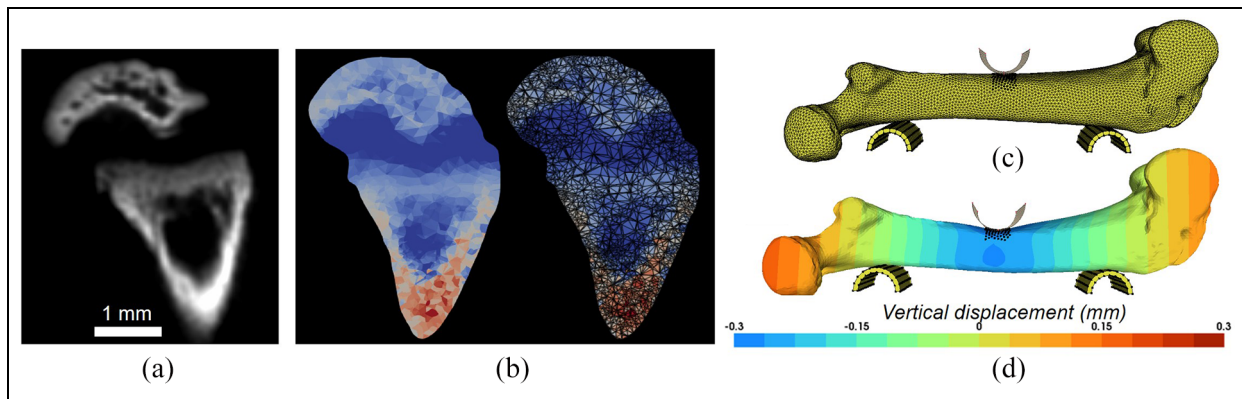 1 mm
(a)
(b)
(c)
Vertical displacement (mm)
-0.3 -0.15 0 0.15 0.3
(d)